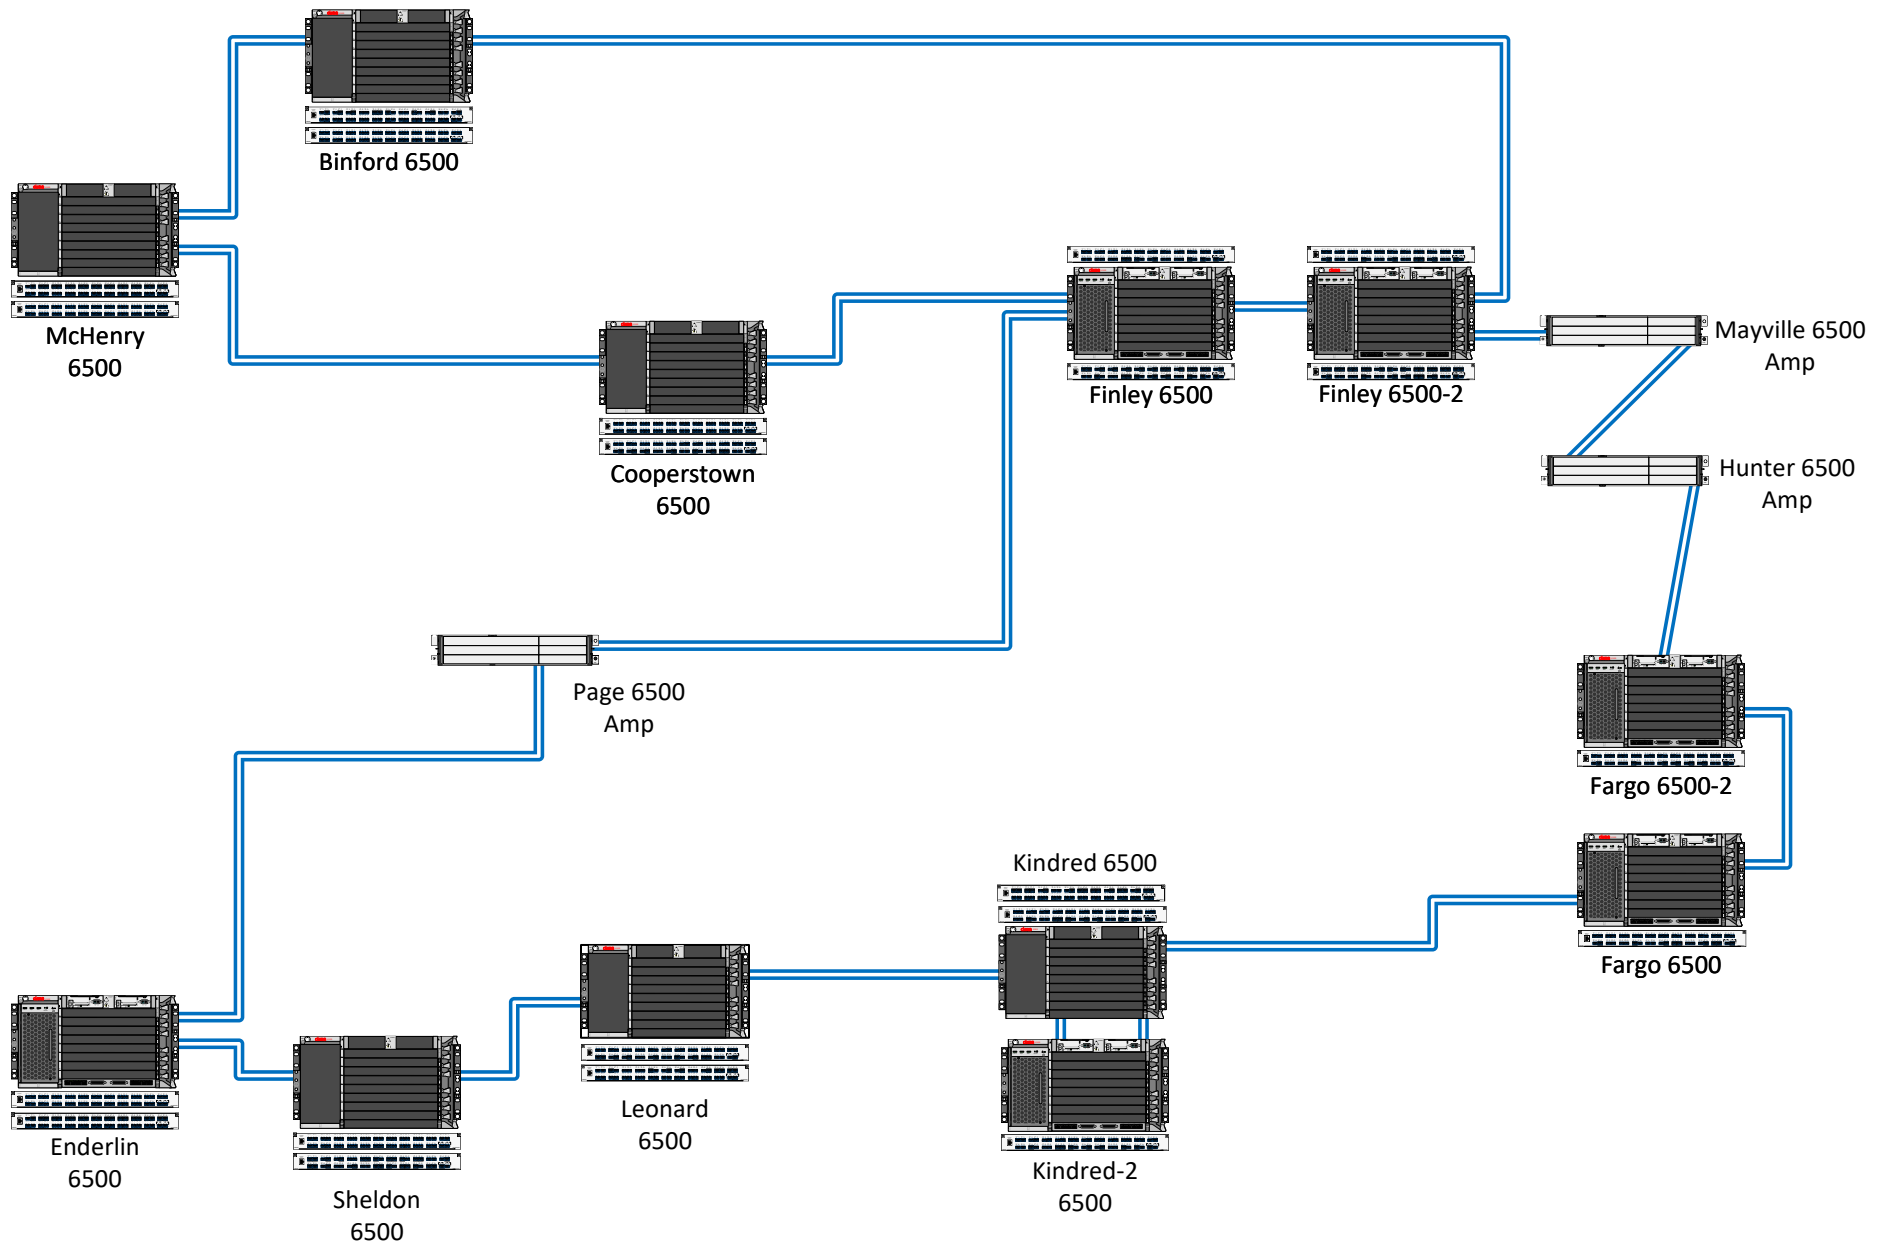 Binford 6500
McHenry
6500
Cooperstown
6500
Finley 6500
Finley 6500-2
Mayville 6500
Amp
Hunter 6500
Amp
Page 6500
Amp
Fargo 6500-2
Fargo 6500
Kindred 6500
Kindred-2
6500
Leonard
6500
Enderlin
6500
Sheldon
6500